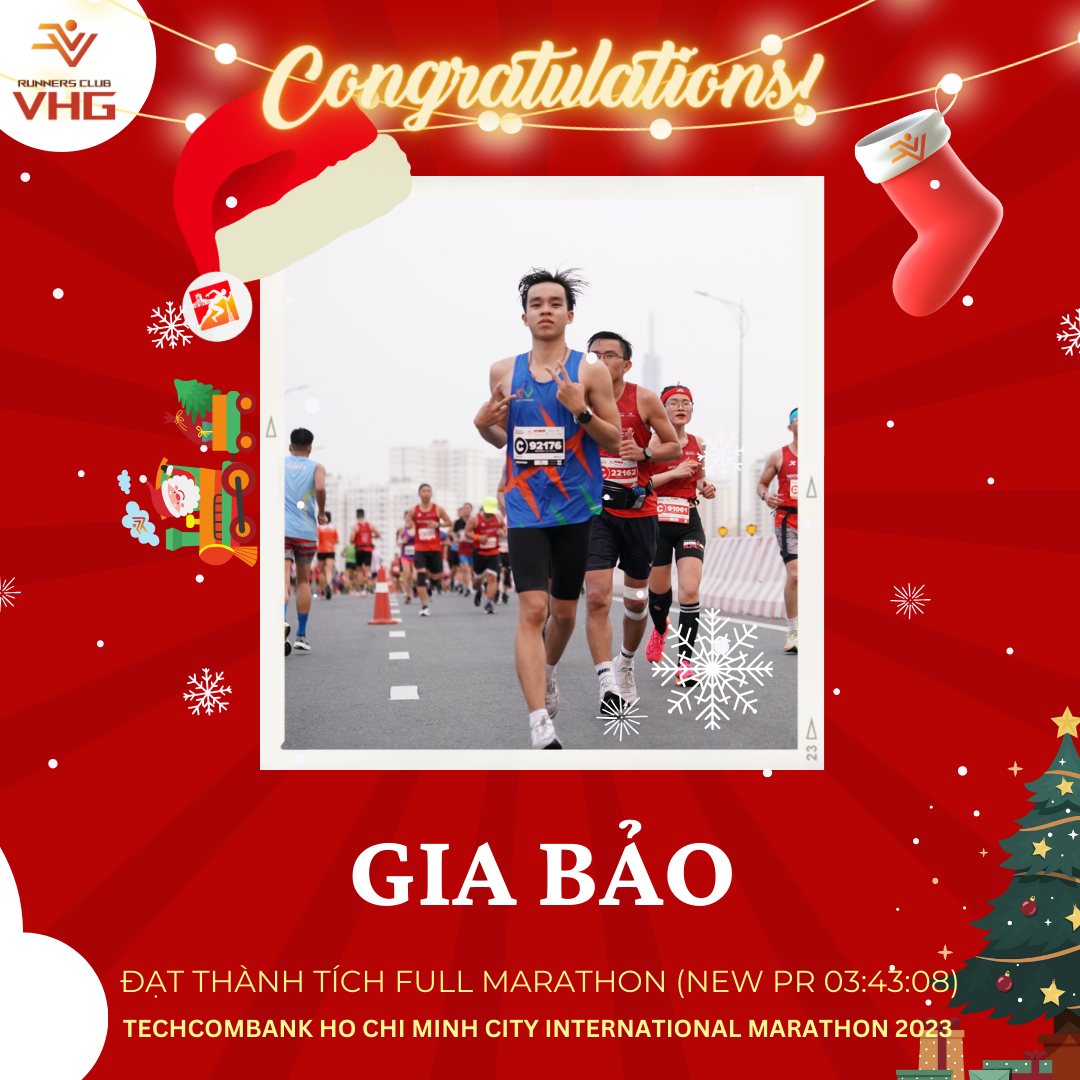 RUNNERS CLUB
VHG
Congratulations!
C 92176
C 22162
C 91061
23
GIA BẢO
ĐẠT THÀNH TÍCH FULL MARATHON (NEW PR 03:43:08)
TECHCOMBANK HO CHI MINH CITY INTERNATIONAL MARATHON 2023